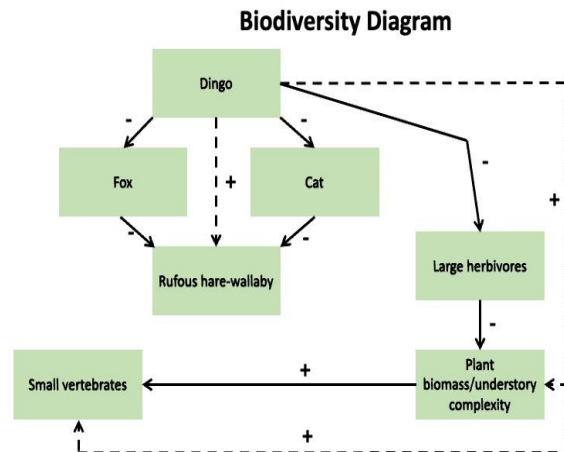 Biodiversity Diagram
Dingo
-
-
-
+
+
Fox
Cat
-
-
Rufous hare-wallaby
Large herbivores
-
Small vertebrates
+
Plant
biomass/understory
complexity
+